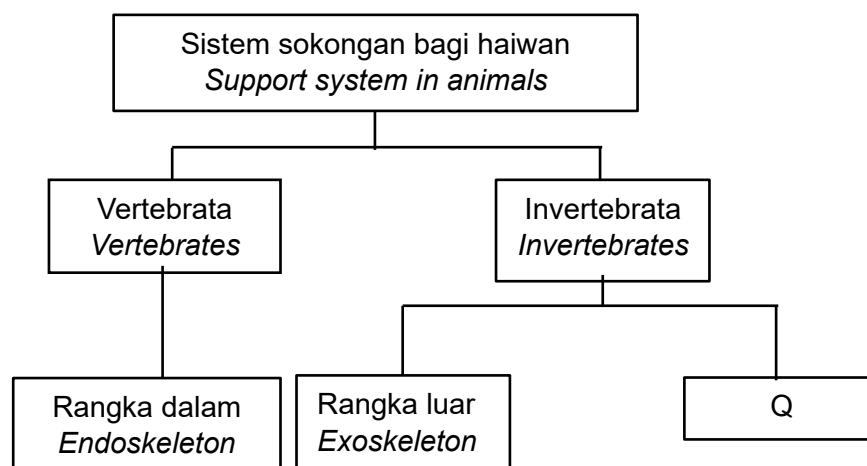 Sistem sokongan bagi haiwan
Support system in animals
Vertebrata
Vertebrates
Invertebrata
Invertebrates
Rangka dalam
Endoskeleton
Rangka luar
Exoskeleton
Q